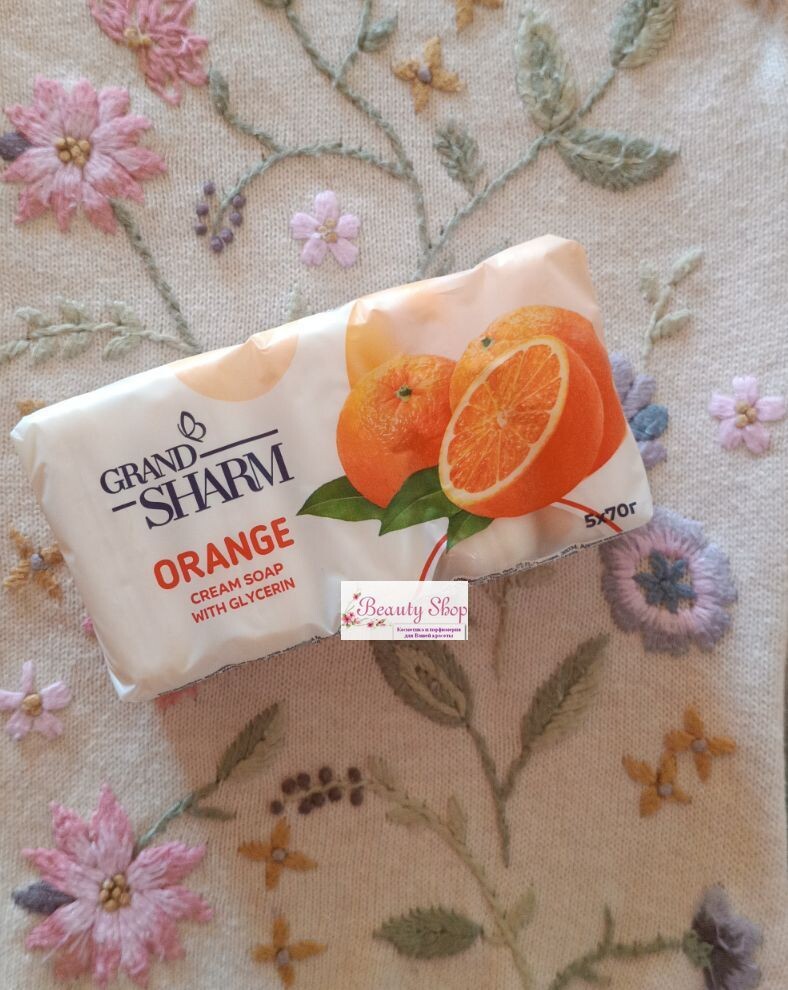 GRAND
SHARM
ORANGE
CREAM SOAP
WITH GLYCERIN
5x70г
Beauty Shop
Косметика и парфюмерия
для Вашей красоты